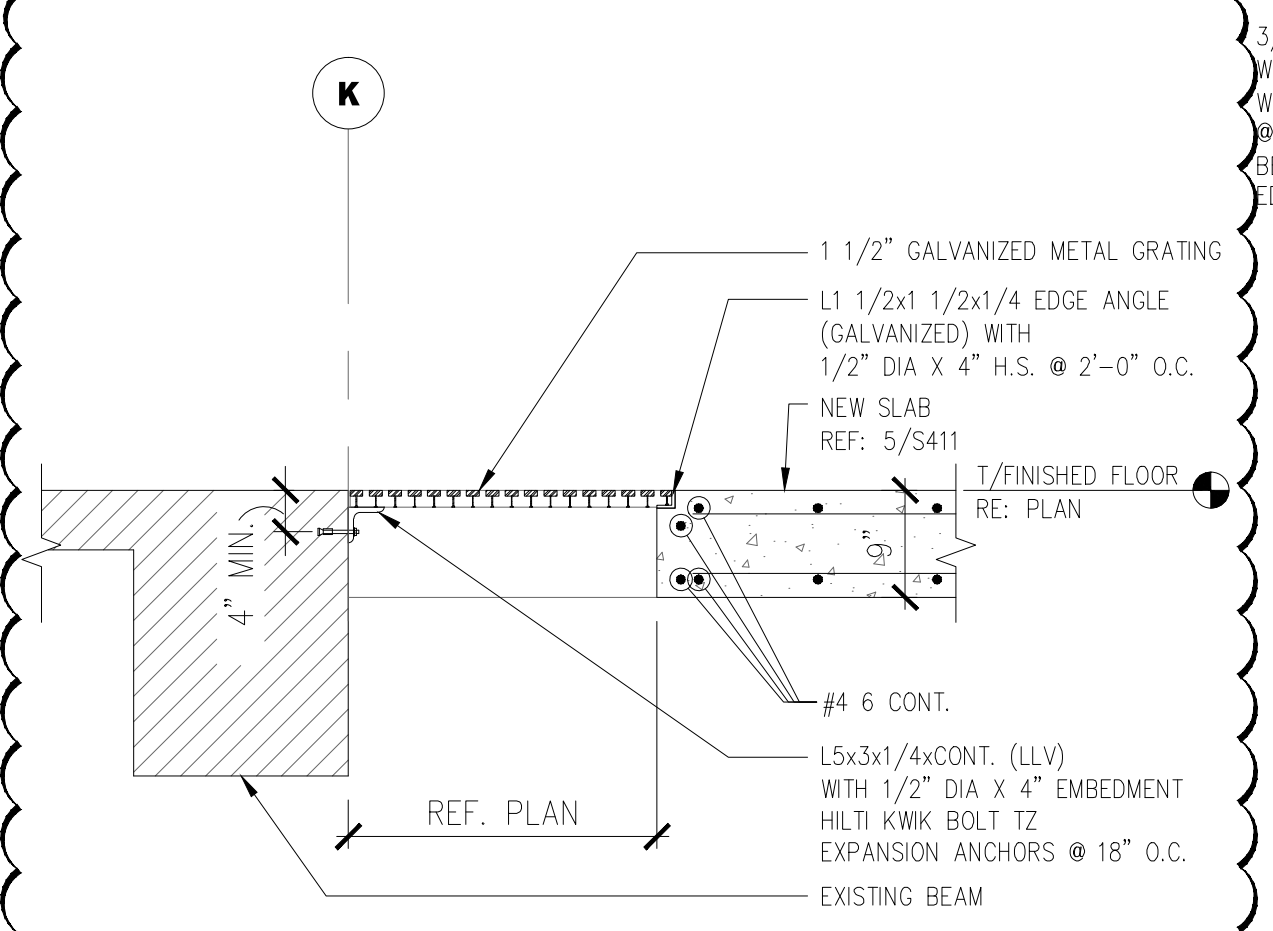 K
3/
W
W
@
BE
ED
1 1/2" GALVANIZED METAL GRATING
L1 1/2x1 1/2x1/4 EDGE ANGLE
(GALVANIZED) WITH
1/2" DIA X 4" H.S. @ 2'-0" O.C.
NEW SLAB
REF: 5/S411
T/FINISHED FLOOR
RE: PLAN
4" MIN.
9"
#4 6 CONT.
L5x3x1/4xCONT. (LLV)
WITH 1/2" DIA X 4" EMBEDMENT
HILTI KWIK BOLT TZ
EXPANSION ANCHORS @ 18" O.C.
REF. PLAN
EXISTING BEAM